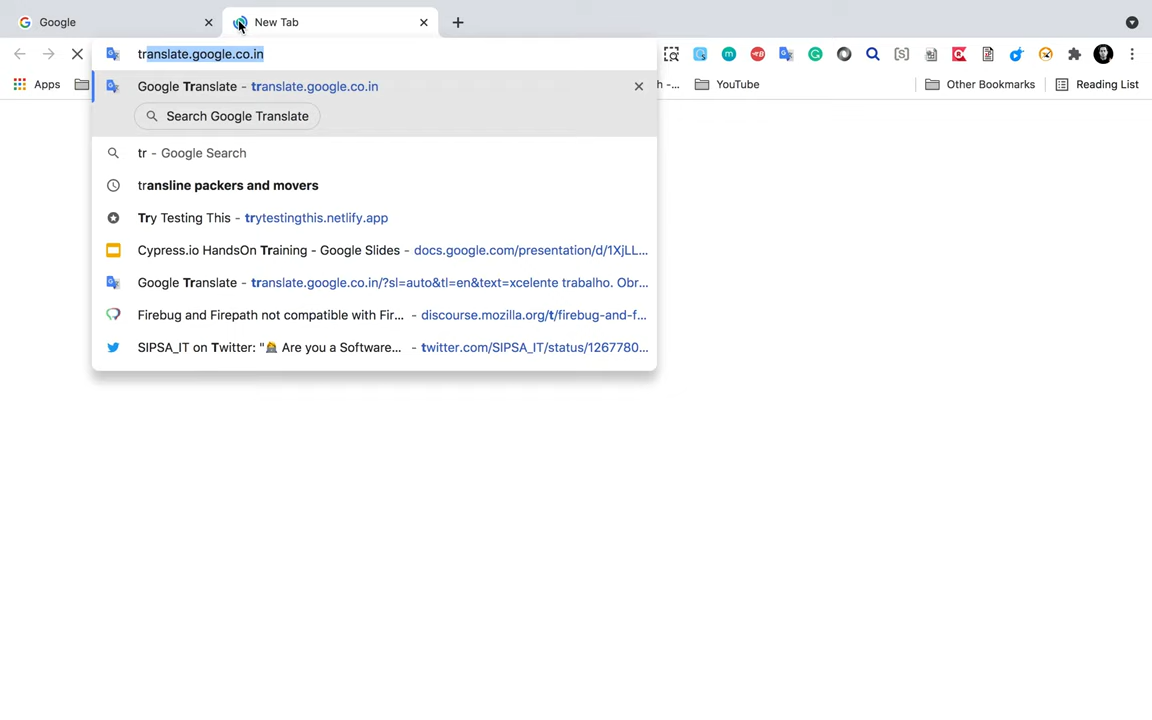 Google
New Tab
translate.google.co.in
Apps
h -...
YouTube
Other Bookmarks
Reading List
Google Translate - translate.google.co.in
Search Google Translate
tr - Google Search
transline packers and movers
Try Testing This - trytestingthis.netlify.app
Cypress.io HandsOn Training - Google Slides - docs.google.com/presentation/d/1XjLL...
Google Translate - translate.google.co.in/?sl=auto&tl=en&text=xcelente trabalho. Obr...
Firebug and Firepath not compatible with Fir... - discourse.mozilla.org/t/firebug-and-f...
SIPSA_IT on Twitter: "🙋 Are you a Software... - twitter.com/SIPSA_IT/status/1267780...